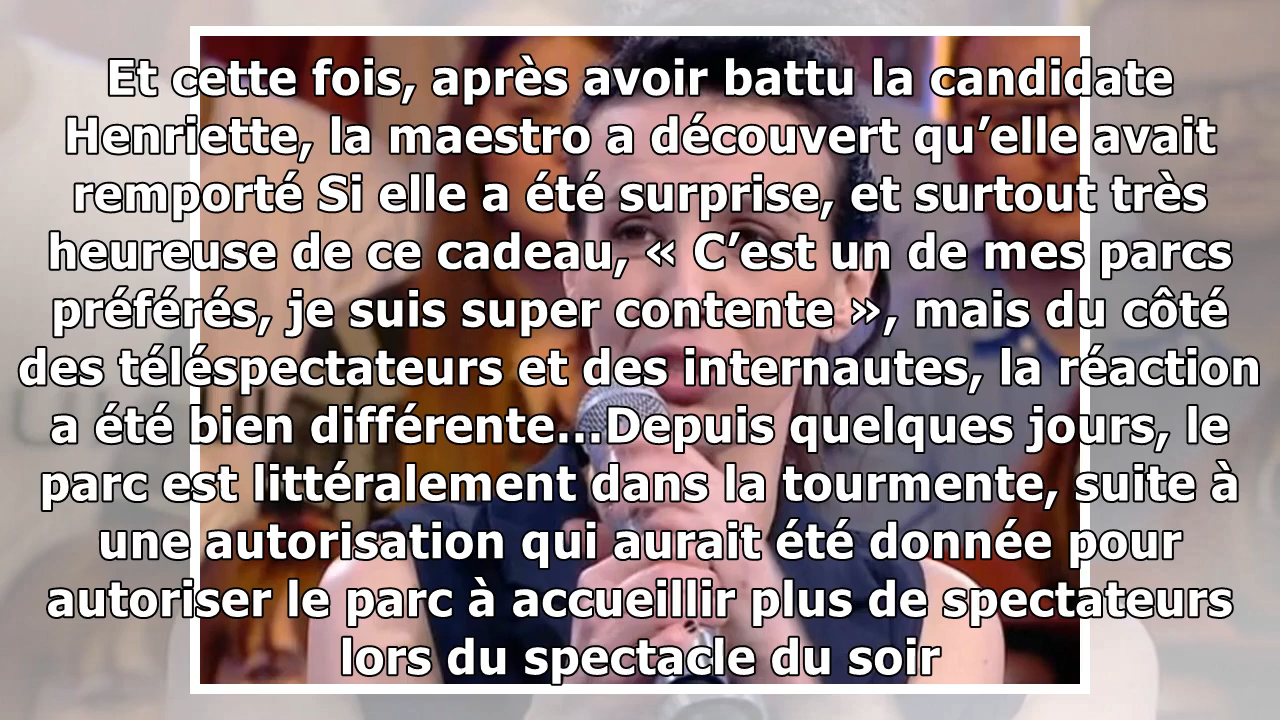 Et cette fois, après avoir battu la candidate
Henriette, la maestro a découvert qu’elle avait
remporté Si elle a été surprise, et surtout très
heureuse de ce cadeau, « C’est un de mes parcs
préférés, je suis super contente », mais du côté
des téléspectateurs et des internautes, la réaction
a été bien différente...Depuis quelques jours, le
parc est littéralement dans la tourmente, suite à
une autorisation qui aurait été donnée pour
autoriser le parc à accueillir plus de spectateurs
lors du spectacle du soir